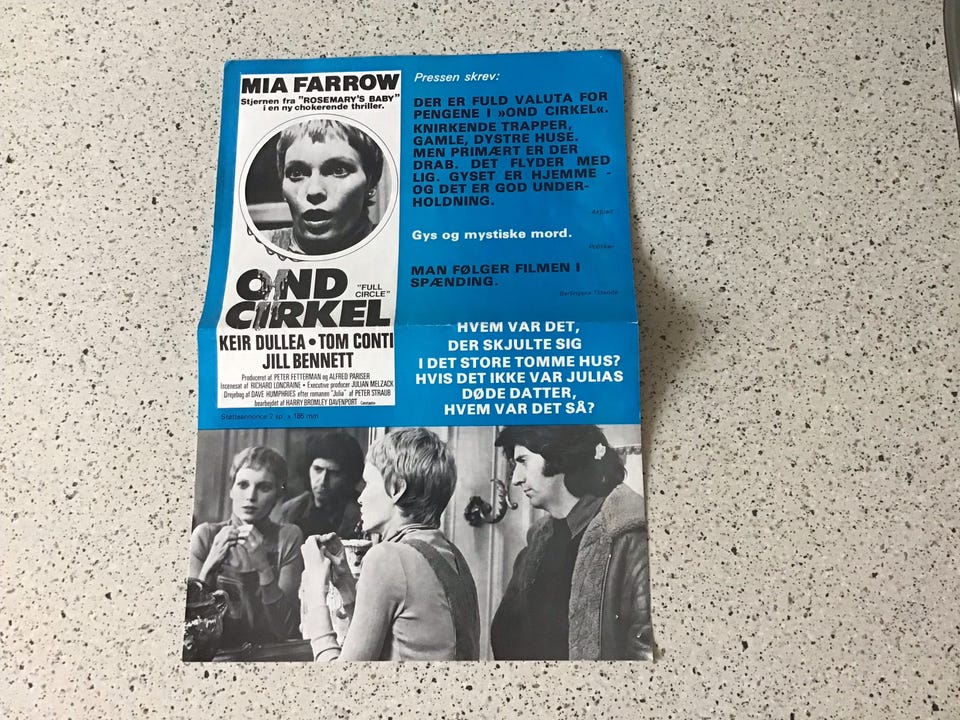 MIA FARROW
Stjernen fra "ROSEMARY'S BABY"
i en ny chokerende thriller.
OND
"FULL
CIRCLE"
CIRKEL
KEIR DULLEA • TOM CONTI
JILL BENNETT
Produceret af PETER FETTERMAN og ALFRED PARISER
Iscenesat af RICHARD LONCRAINE • Executive producer JULIAN MELZACK
Drejebog af DAVE HUMPHRIES efter romanen "Julia" af PETER STRAUB
bearbejdet af HARRY BROMLEY DAVENPORT
Støtteannonce 2 sp. x 185 mm
Pressen skrev:
DER ER FULD VALUTA FOR
PENGENE I »OND CIRKEL«.
KNIRKENDE TRAPPER,
GAMLE, DYSTRE HUSE.
MEN PRIMÆRT ER DER
DRAB. DET FLYDER MED
LIG. GYSET ER HJEMME -
OG DET ER GOD UNDER-
HOLDNING.
Aktuelt
Gys og mystiske mord.
Politiken
MAN FØLGER FILMEN I
SPÆNDING.
Berlingske Tidende
HVEM VAR DET,
DER SKJULTE SIG
I DET STORE TOMME HUS?
HVIS DET IKKE VAR JULIAS
DØDE DATTER,
HVEM VAR DET SÅ?